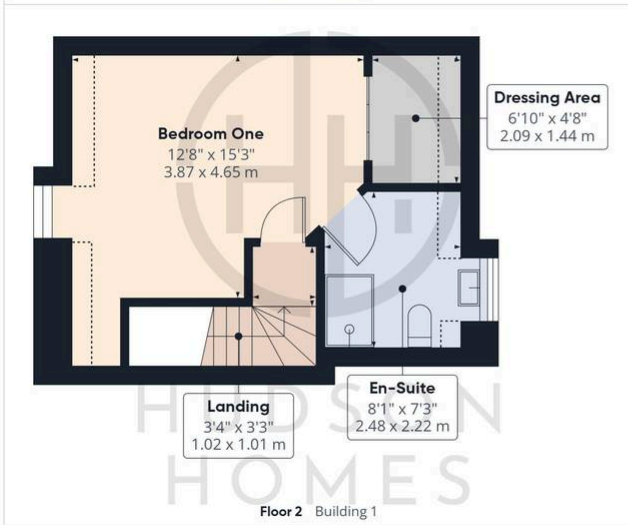 Bedroom One
12'8" x 15'3"
3.87 x 4.65 m
Dressing Area
6'10" x 4'8"
2.09 x 1.44 m
Landing
3'4" x 3'3"
1.02 x 1.01 m
En-Suite
8'1" x 7'3"
2.48 x 2.22 m
HUDSON
HOMES
Floor 2 Building 1